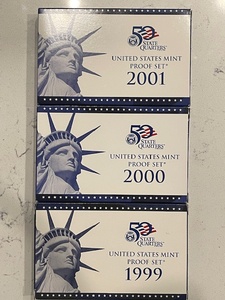 50
STATE
QUARTERS®
UNITED STATES MINT
PROOF SET®
2001
50
STATE
QUARTERS®
UNITED STATES MINT
PROOF SET®
2000
50
STATE
QUARTERS®
UNITED STATES MINT
PROOF SET®
1999